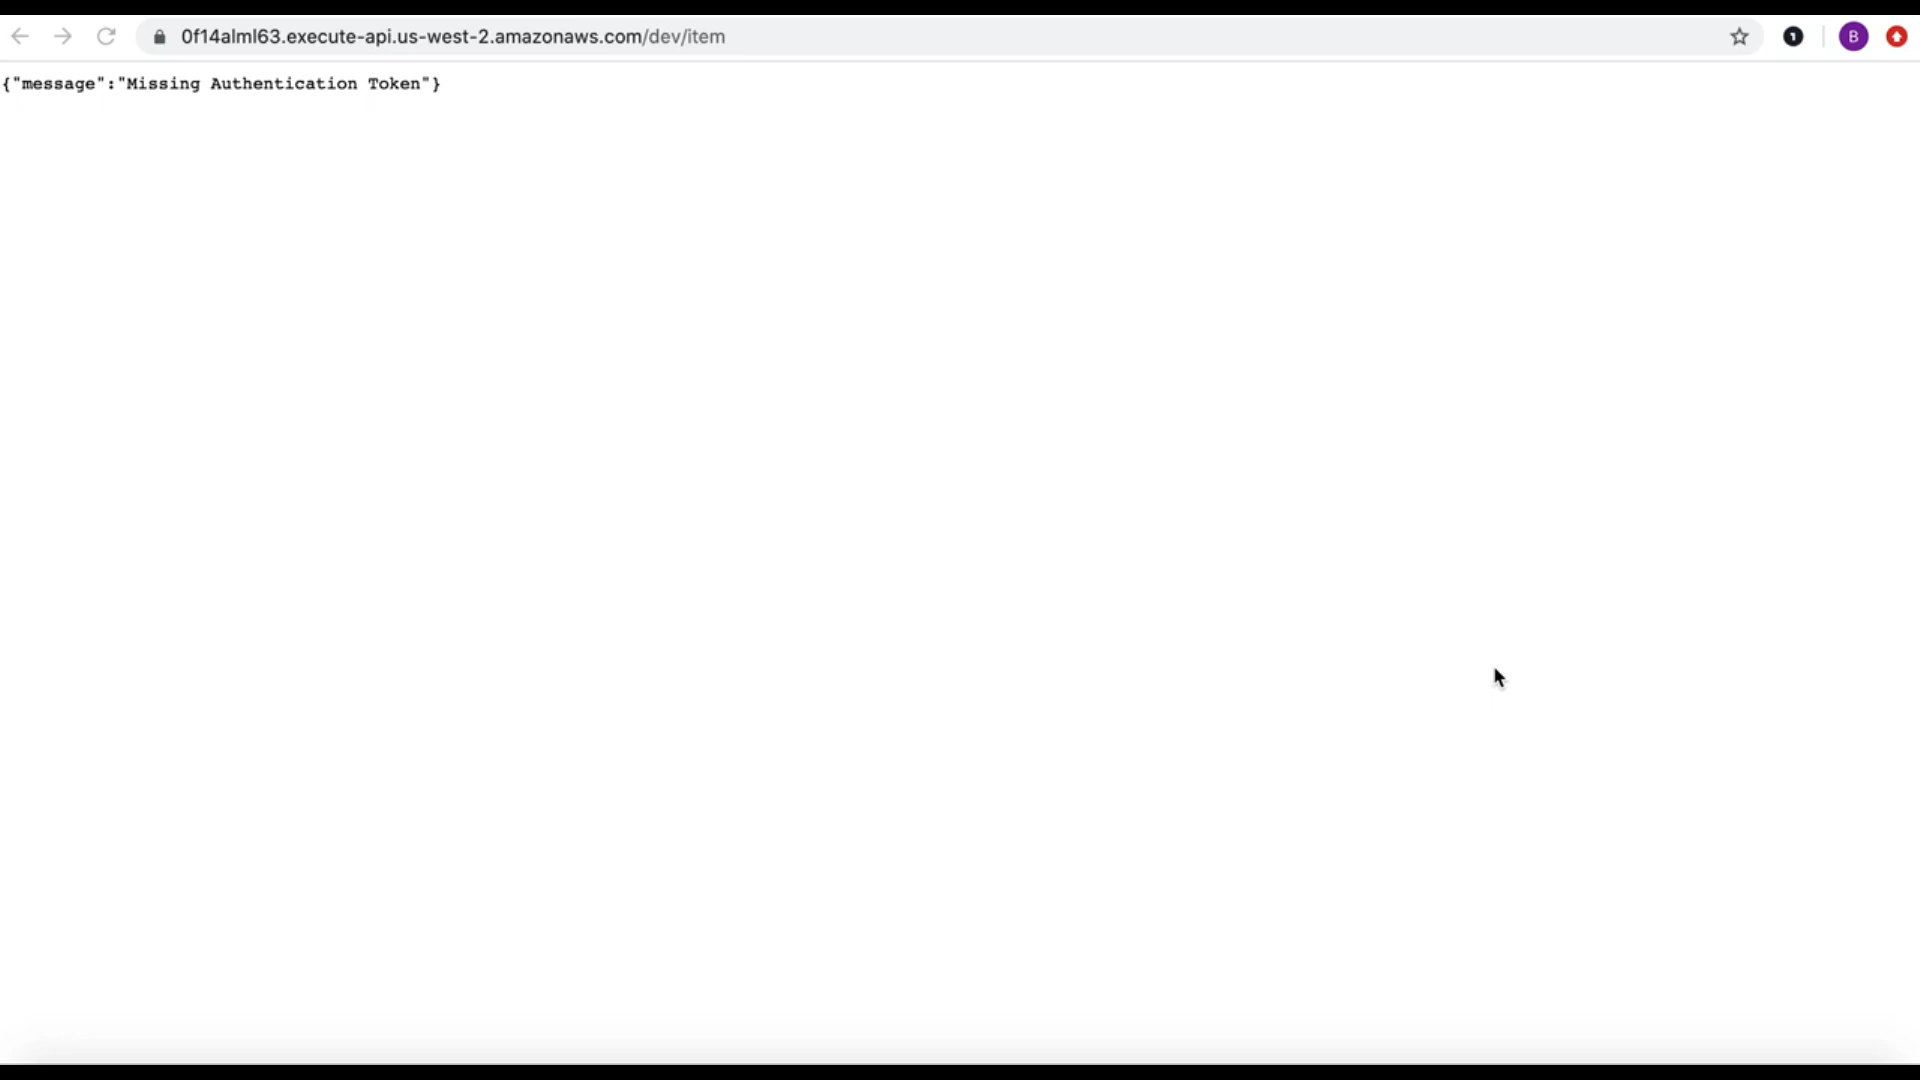 0f14alml63.execute-api.us-west-2.amazonaws.com/dev/item
B
{"message":"Missing Authentication Token"}